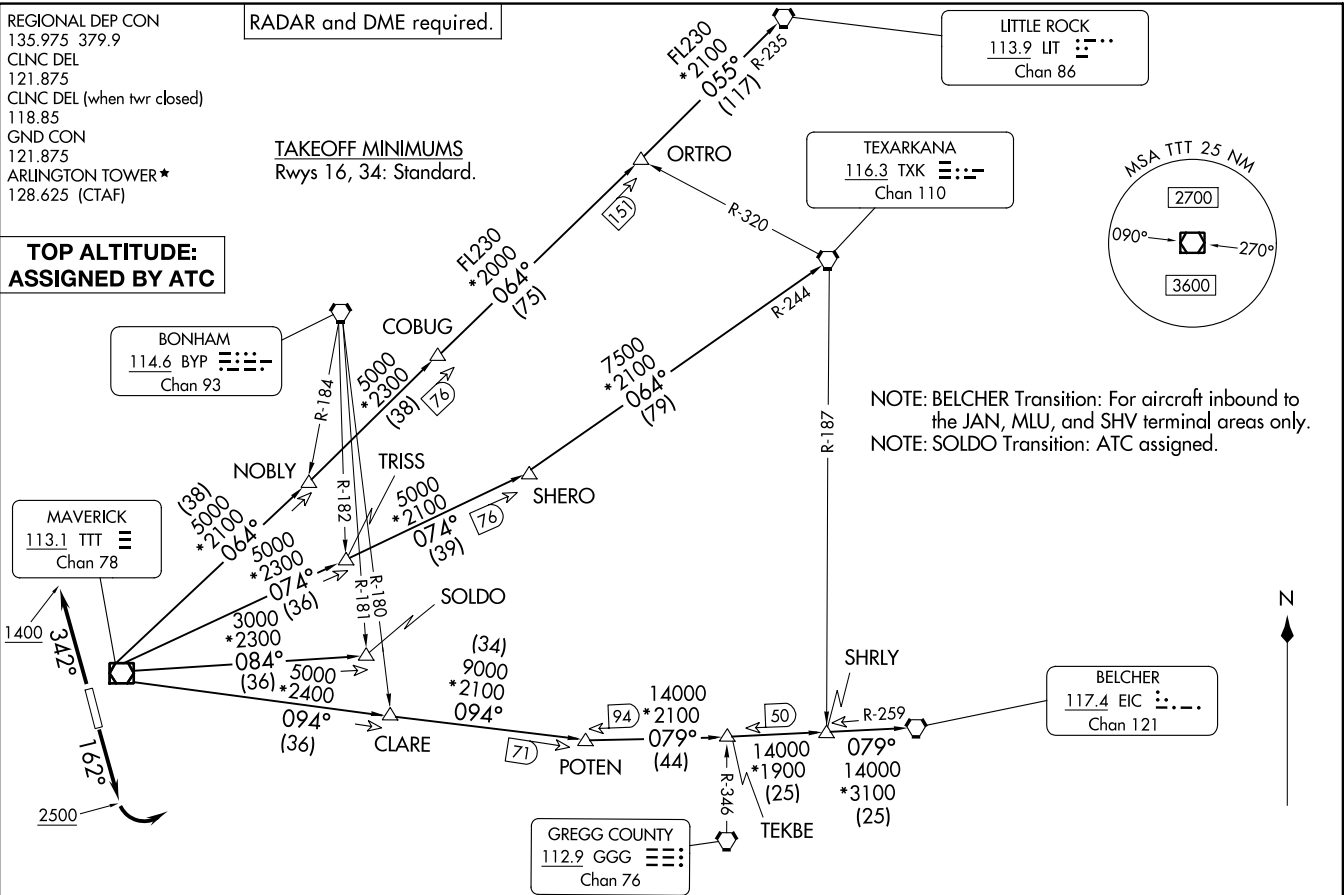 REGIONAL DEP CON
135.975 379.9
CLNC DEL
121.875
CLNC DEL (when twr closed)
118.85
GND CON
121.875
ARLINGTON TOWER★
128.625 (CTAF)
RADAR and DME required.
TAKEOFF MINIMUMS
Rwys 16, 34: Standard.
TOP ALTITUDE:
ASSIGNED BY ATC
LITTLE ROCK
113.9 LIT
Chan 86
FL230
*2100
055°
(117)
R-235
ORTRO
151
TEXARKANA
116.3 TXK
Chan 110
R-320
MSA TTT 25 NM
2700
090°
270°
3600
FL230
*2000
064°
(75)
COBUG
BONHAM
114.6 BYP
Chan 93
R-244
5000
*2300
(38)
76
R-184
7500
*2100
064°
(79)
R-187
NOTE: BELCHER Transition: For aircraft inbound to
the JAN, MLU, and SHV terminal areas only.
NOTE: SOLDO Transition: ATC assigned.
NOBLY
TRISS
R-182
5000
*2100
074°
(39)
76
SHERO
(38)
5000
*2100
064°
MAVERICK
113.1 TTT
Chan 78
5000
*2300
074°
(36)
R-181
R-180
SOLDO
1400
342°
3000
*2300
084°
(36)
5000
*2400
094°
(36)
CLARE
(34)
9000
*2100
094°
71
POTEN
94
14000
*2100
079°
(44)
50
SHRLY
R-259
14000
*1900
(25)
079°
14000
*3100
(25)
BELCHER
117.4 EIC
Chan 121
N
162°
2500
R-346
TEKBE
GREGG COUNTY
112.9 GGG
Chan 76